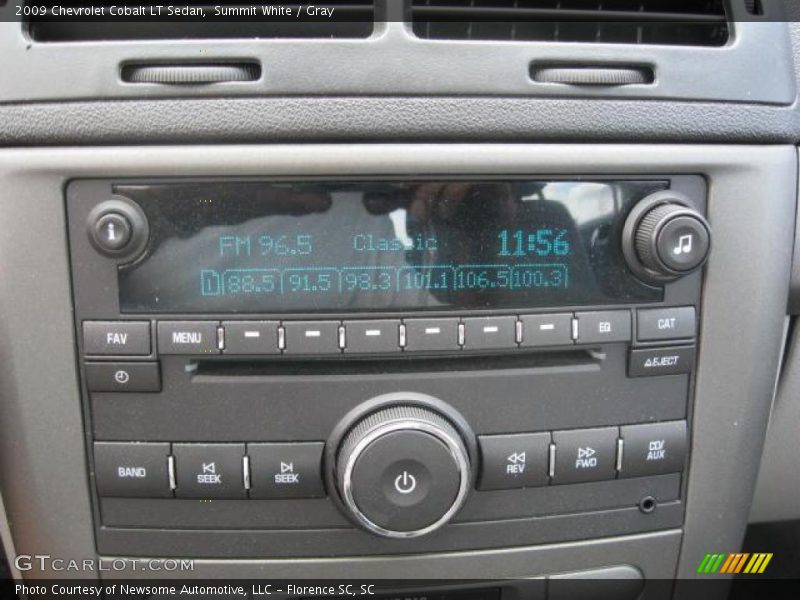 2009 Chevrolet Cobalt LT Sedan, Summit White / Gray
i
FM 96.5 Classic 11:56
1 88.5 91.5 98.3 101.1 106.5 100.3
FAV MENU EQ CAT
EJECT
BAND SEEK SEEK REV FWD CD/
AUX
GTCARLOT.COM
Photo Courtesy of Newsome Automotive, LLC - Florence SC, SC